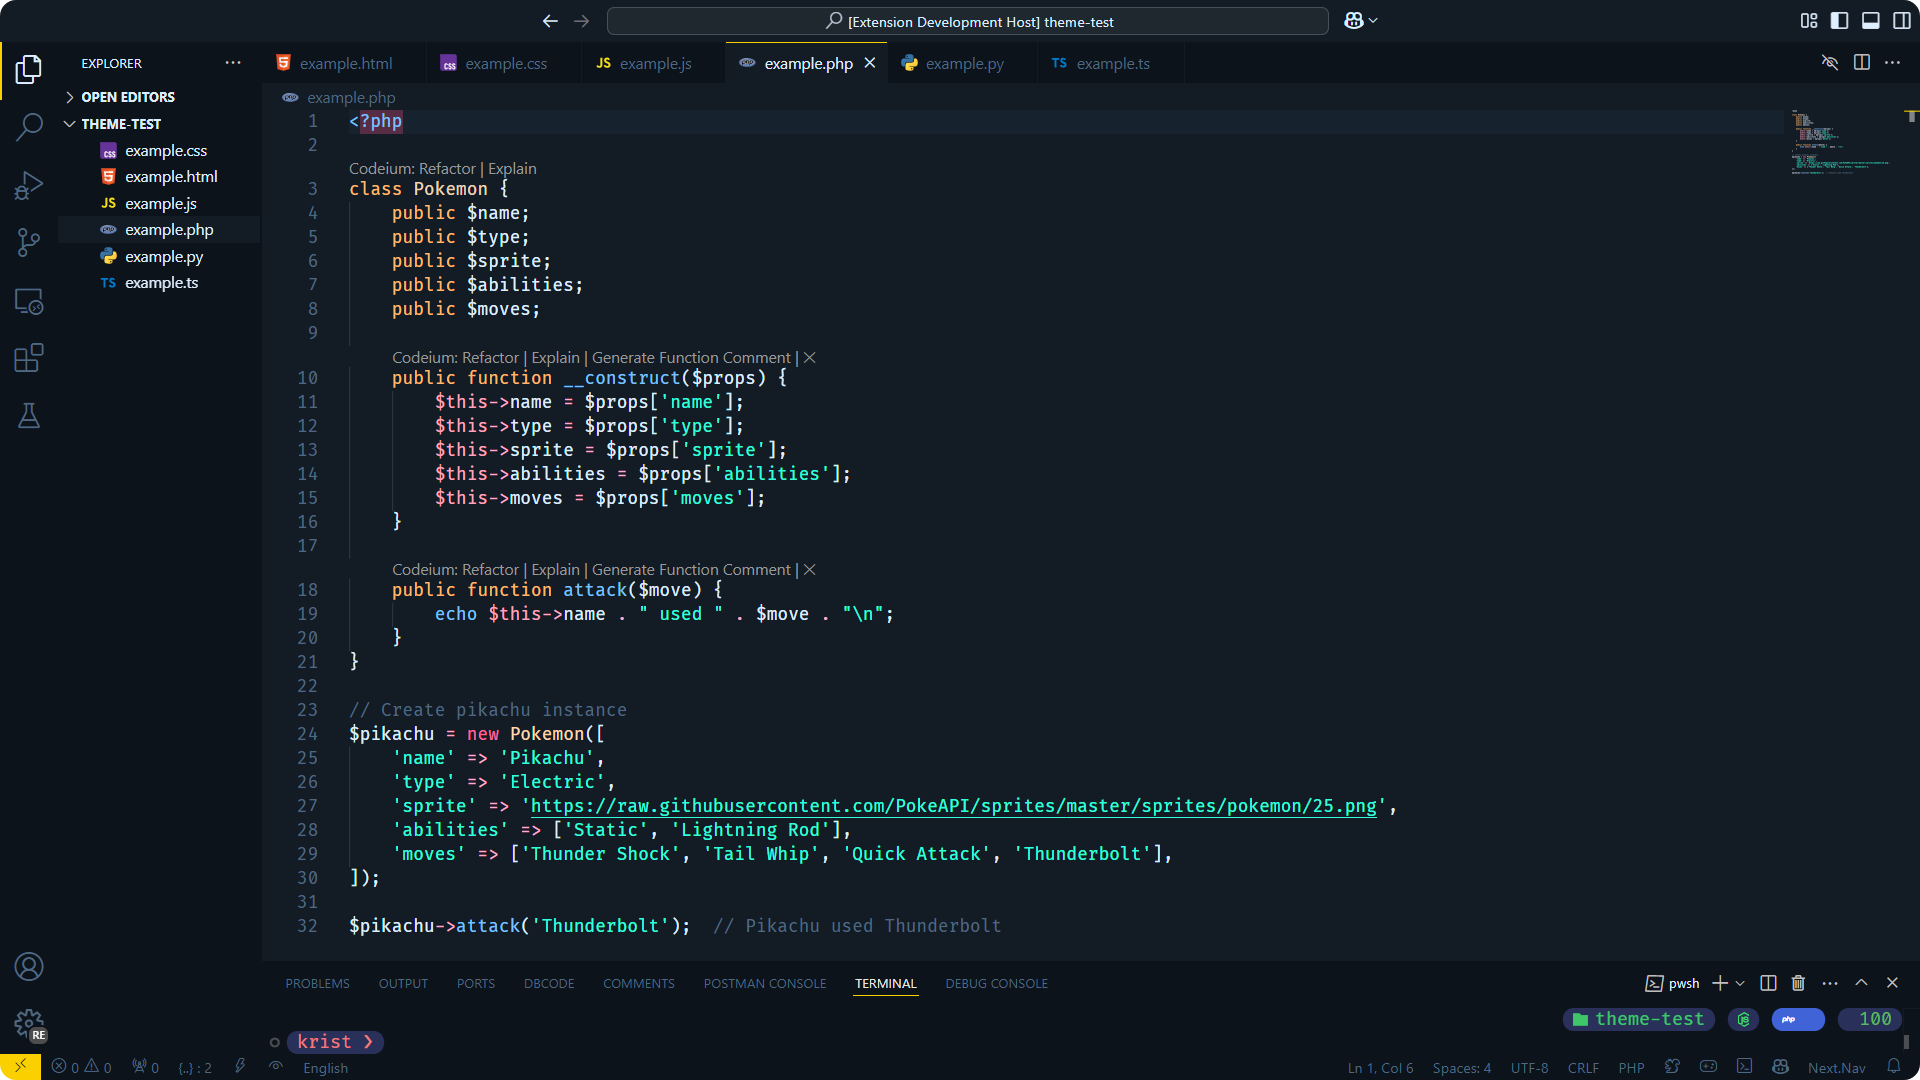 [Extension Development Host] theme-test
EXPLORER
OPEN EDITORS
THEME-TEST
example.css
example.html
JS example.js
example.php
example.py
TS example.ts
example.html
css example.css
JS example.js
example.php
example.py
TS example.ts
example.php
1 <?php
2
Codeium: Refactor | Explain
3 class Pokemon {
4 public $name;
5 public $type;
6 public $sprite;
7 public $abilities;
8 public $moves;
9
Codeium: Refactor | Explain | Generate Function Comment | ×
10 public function __construct($props) {
11 $this->name = $props['name'];
12 $this->type = $props['type'];
13 $this->sprite = $props['sprite'];
14 $this->abilities = $props['abilities'];
15 $this->moves = $props['moves'];
16 }
17
Codeium: Refactor | Explain | Generate Function Comment | ×
18 public function attack($move) {
19 echo $this->name . " used " . $move . "\n";
20 }
21 }
22
23 // Create pikachu instance
24 $pikachu = new Pokemon([
25 'name' => 'Pikachu',
26 'type' => 'Electric',
27 'sprite' => 'https://raw.githubusercontent.com/PokeAPI/sprites/master/sprites/pokemon/25.png',
28 'abilities' => ['Static', 'Lightning Rod'],
29 'moves' => ['Thunder Shock', 'Tail Whip', 'Quick Attack', 'Thunderbolt'],
30 ]);
31
32 $pikachu->attack('Thunderbolt'); // Pikachu used Thunderbolt
PROBLEMS OUTPUT PORTS DBCODE COMMENTS POSTMAN CONSOLE TERMINAL DEBUG CONSOLE
pwsh
theme-test php 100
krist ❯
RE
0 0 0 {..} : 2 English
Ln 1, Col 6 Spaces: 4 UTF-8 CRLF PHP Next.Nav